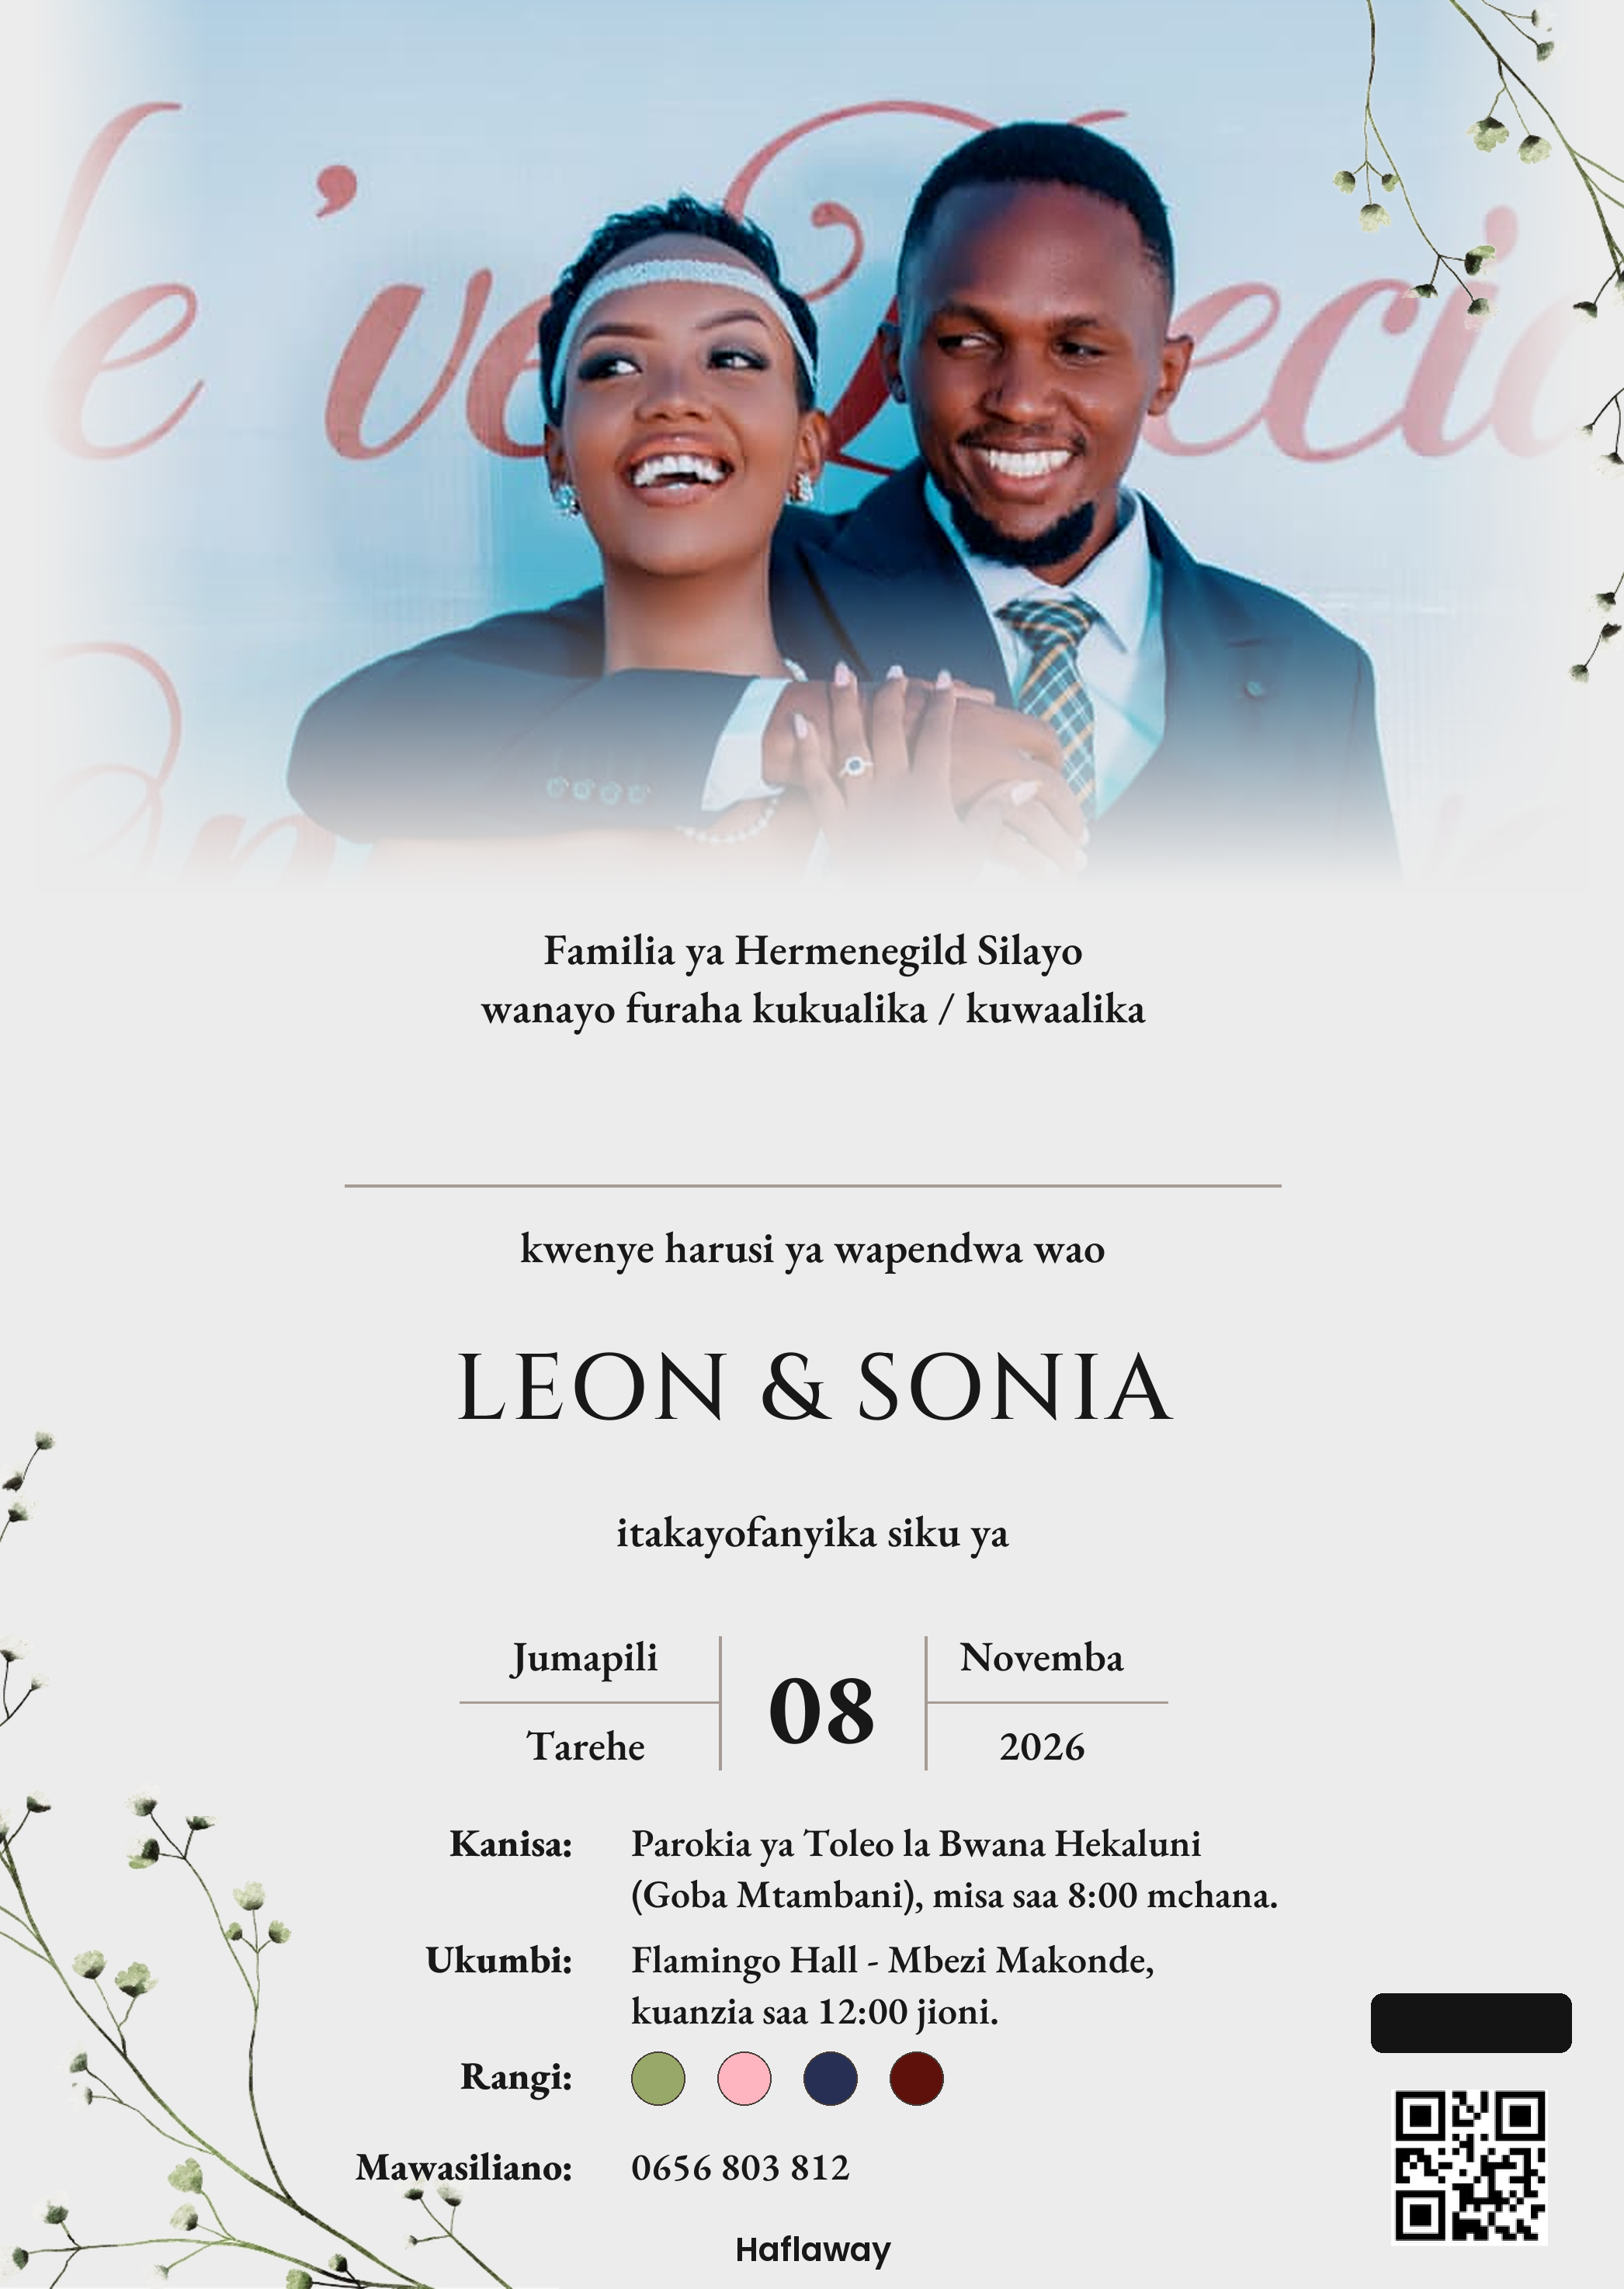 e 've Decid
Familia ya Hermenegild Silayo
wanayo furaha kukualika / kuwaalika
kwenye harusi ya wapendwa wao
LEON & SONIA
itakayofanyika siku ya
Jumapili
Tarehe
08
Novemba
2026
Kanisa: Parokia ya Toleo la Bwana Hekaluni
(Goba Mtambani), misa saa 8:00 mchana.
Ukumbi: Flamingo Hall - Mbezi Makonde,
kuanzia saa 12:00 jioni.
Rangi:
Mawasiliano: 0656 803 812
Haflaway